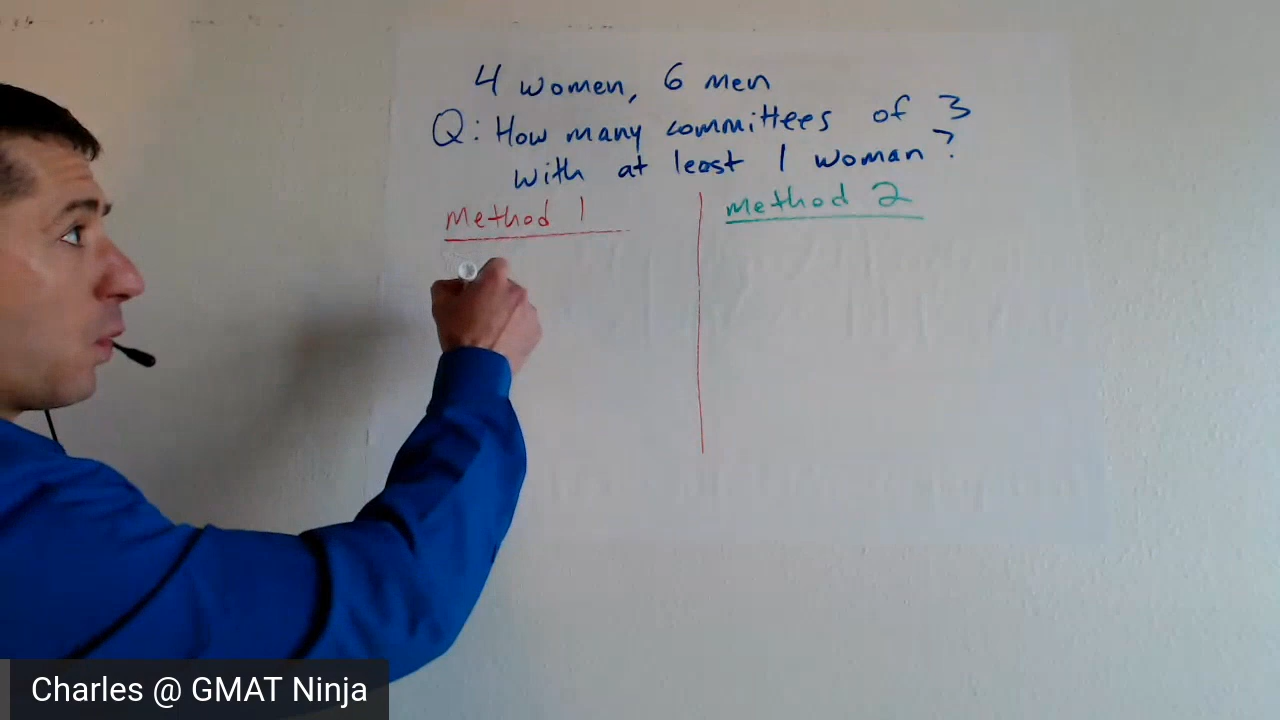 4 women, 6 men
Q: How many committees of 3
with at least 1 woman?
Method 1
Method 2
Charles @ GMAT Ninja